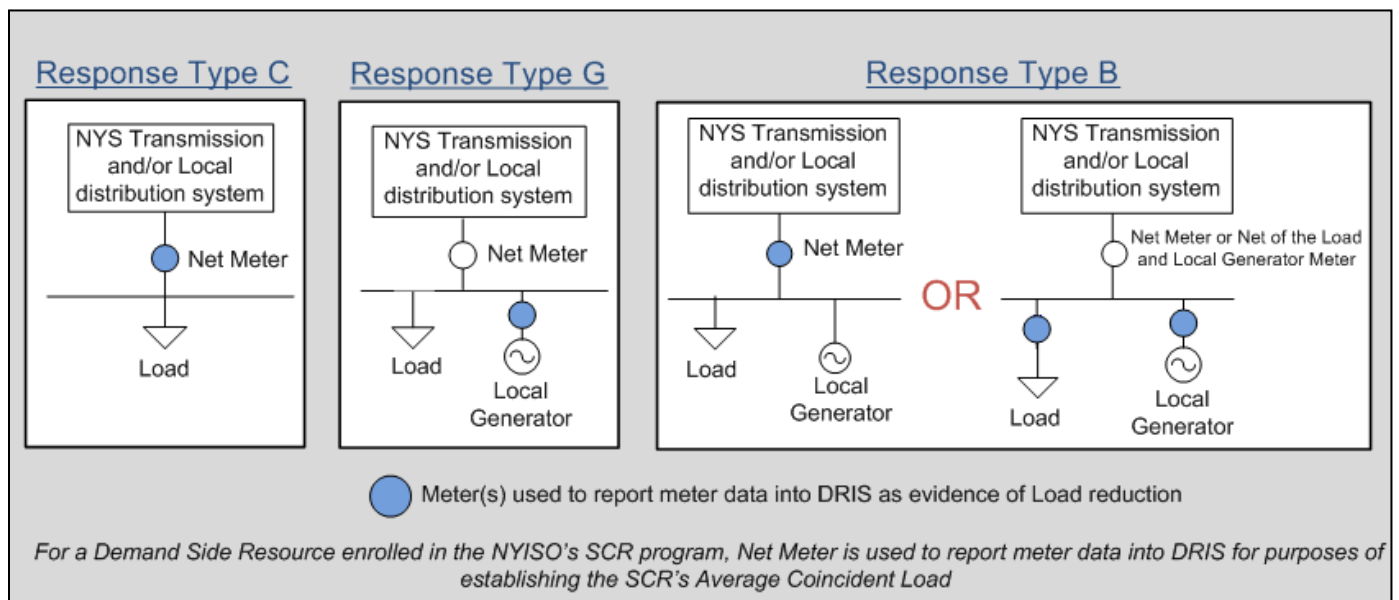 Response Type C
NYS Transmission
and/or Local
distribution system
Net Meter
Load
Response Type G
NYS Transmission
and/or Local
distribution system
Net Meter
Load
Local
Generator
Response Type B
NYS Transmission
and/or Local
distribution system
Net Meter
Load
Local
Generator
OR
NYS Transmission
and/or Local
distribution system
Net Meter or Net of the Load
and Local Generator Meter
Load
Local
Generator
Meter(s) used to report meter data into DRIS as evidence of Load reduction
For a Demand Side Resource enrolled in the NYISO's SCR program, Net Meter is used to report meter data into DRIS for purposes of
establishing the SCR's Average Coincident Load